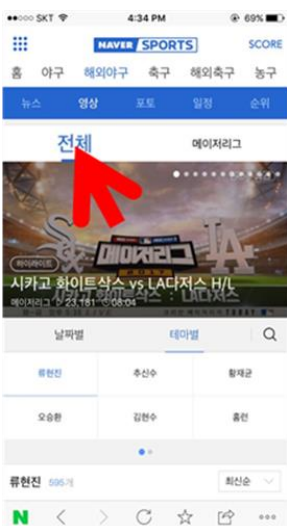 SKT 4:34 PM 69%
NAVER SPORTS SCORE
홈 야구 해외야구 축구 해외축구 농구
뉴스 영상 포토 일정 순위
전체 메이저리그
메이저리그
하이라이트
시카고 화이트삭스 vs LA다저스 H/L
메이저리그 ▷ 23,181 08:04
날짜별 테마별
류현진 추신수 황재균
오승환 김현수 홈런
류현진 595개 최신순
N